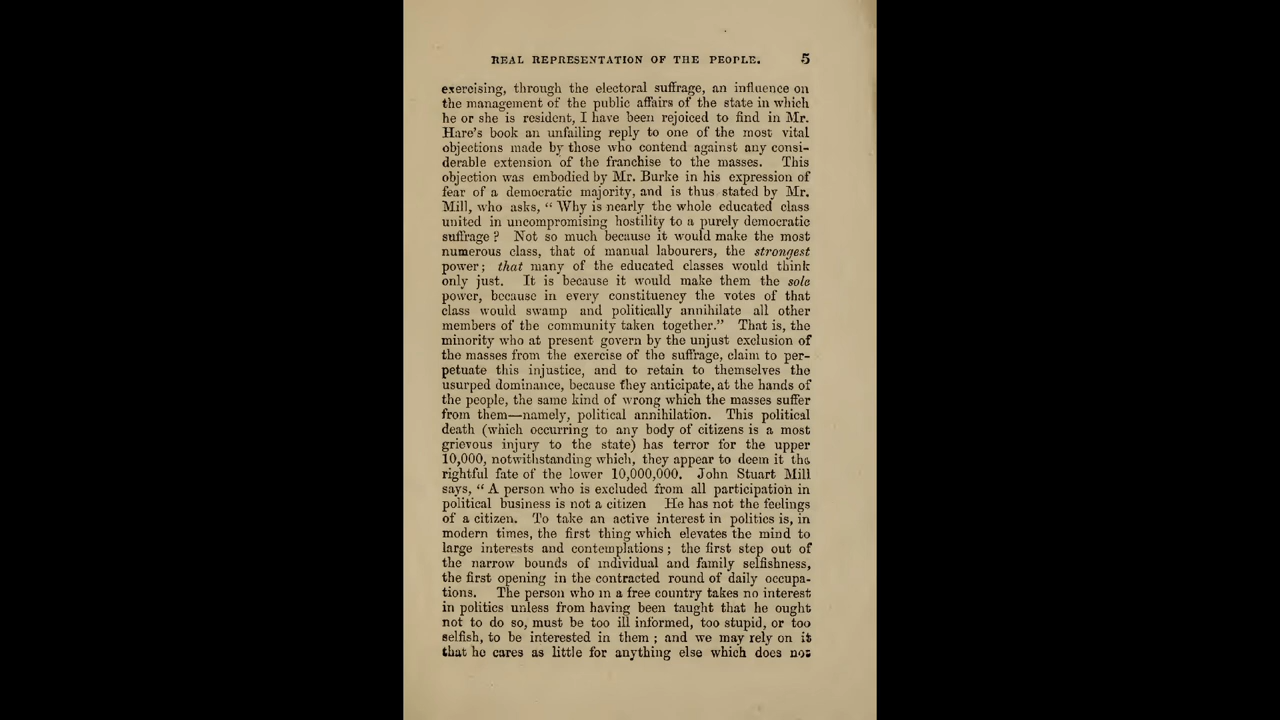 REAL REPRESENTATION OF THE PEOPLE. 5
exercising, through the electoral suffrage, an influence on
the management of the public affairs of the state in which
he or she is resident, I have been rejoiced to find in Mr.
Hare's book an unfailing reply to one of the most vital
objections made by those who contend against any consi-
derable extension of the franchise to the masses. This
objection was embodied by Mr. Burke in his expression of
fear of a democratic majority, and is thus stated by Mr.
Mill, who asks, “ Why is nearly the whole educated class
united in uncompromising hostility to a purely democratic
suffrage ? Not so much because it would make the most
numerous class, that of manual labourers, the strongest
power; that many of the educated classes would think
only just. It is because it would make them the sole
power, because in every constituency the votes of that
class would swamp and politically annihilate all other
members of the community taken together.” That is, the
minority who at present govern by the unjust exclusion of
the masses from the exercise of the suffrage, claim to per-
petuate this injustice, and to retain to themselves the
usurped dominance, because they anticipate, at the hands of
the people, the same kind of wrong which the masses suffer
from them—namely, political annihilation. This political
death (which occurring to any body of citizens is a most
grievous injury to the state) has terror for the upper
10,000, notwithstanding which, they appear to deem it the
rightful fate of the lower 10,000,000. John Stuart Mill
says, “ A person who is excluded from all participation in
political business is not a citizen He has not the feelings
of a citizen. To take an active interest in politics is, in
modern times, the first thing which elevates the mind to
large interests and contemplations ; the first step out of
the narrow bounds of individual and family selfishness,
the first opening in the contracted round of daily occupa-
tions. The person who in a free country takes no interest
in politics unless from having been taught that he ought
not to do so, must be too ill informed, too stupid, or too
selfish, to be interested in them ; and we may rely on it
that he cares as little for anything else which does not